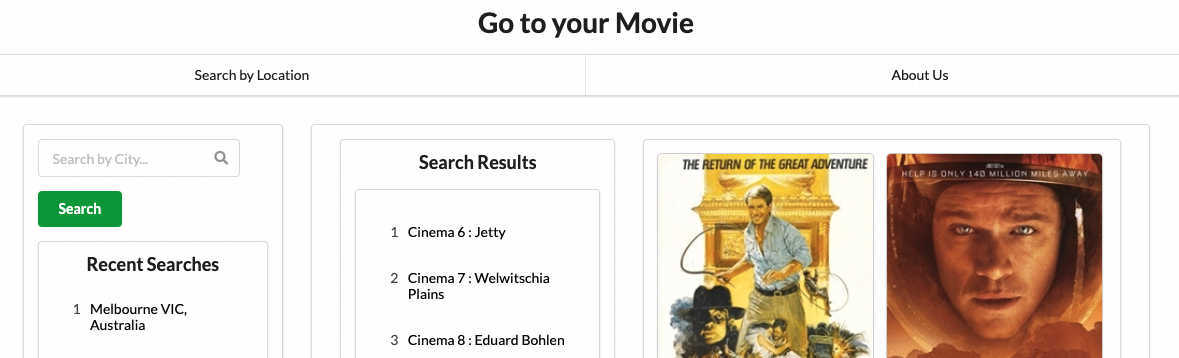 Go to your Movie
Search by Location
About Us
Search by City...
Search
Recent Searches
1 Melbourne VIC,
Australia
Search Results
1 Cinema 6 : Jetty
2 Cinema 7 : Welwitschia
Plains
3 Cinema 8 : Eduard Bohlen
THE RETURN OF THE GREAT ADVENTURE
HELP IS ONLY 140 MILLION MILES AWAY